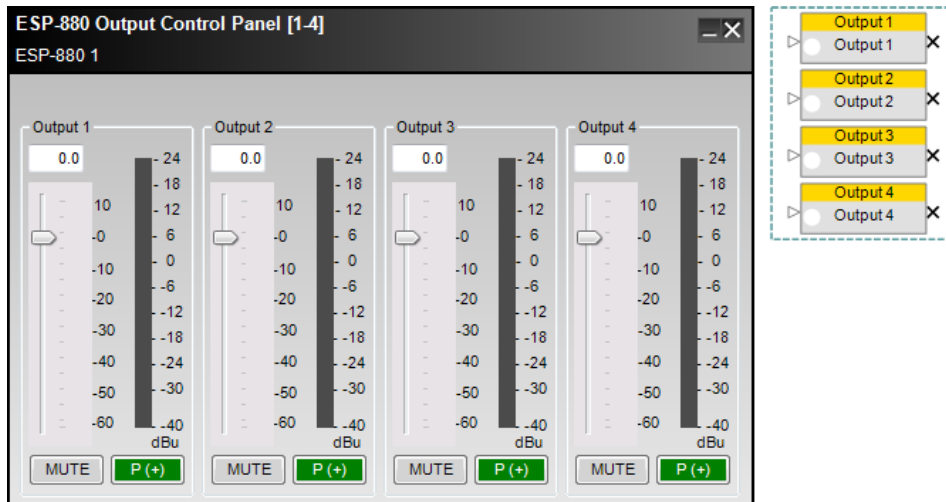 ESP-880 Output Control Panel [1-4]
ESP-880 1
Output 1 Output 2 Output 3 Output 4
0.0 24 0.0 24 0.0 24 0.0 24
18 18 18 18
10 12 10 12 10 12 10 12
-0 6 -0 6 -0 6 -0 6
-10 0 -10 0 -10 0 -10 0
-6 -6 -6 -6
-20 -12 -20 -12 -20 -12 -20 -12
-30 -18 -30 -18 -30 -18 -30 -18
-40 -24 -40 -24 -40 -24 -40 -24
-50 -30 -50 -30 -50 -30 -50 -30
-60 -40 -60 -40 -60 -40 -60 -40
dBu dBu dBu dBu
MUTE P (+) MUTE P (+) MUTE P (+) MUTE P (+)
Output 1
Output 1
Output 2
Output 2
Output 3
Output 3
Output 4
Output 4